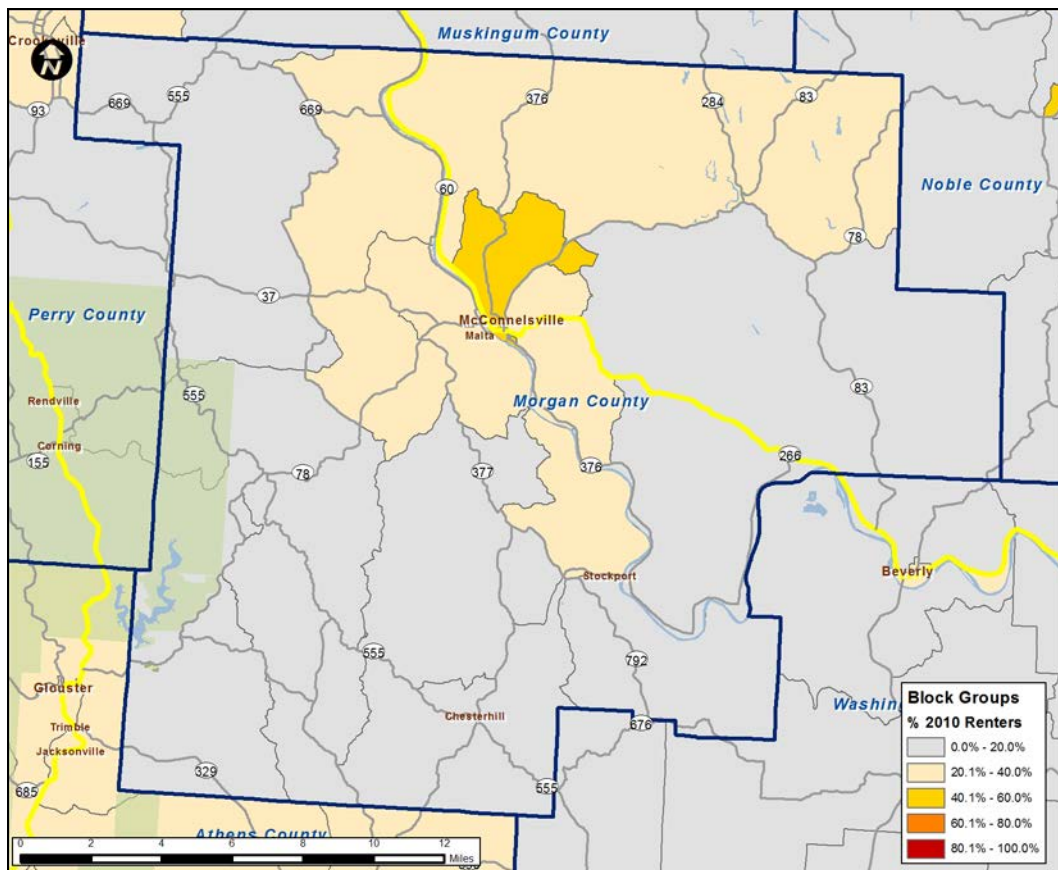 Muskingum County
Crooksville
N
93
669
555
669
376
284
83
60
Noble County
78
37
Perry County
McConnelsville
Malta
Rendville
555
Morgan County
83
Corning
155
78
377
376
266
Stockport
Beverly
555
792
Glouster
Chesterhill
676
Trimble
Jacksonville
329
555
685
Athens County
Block Groups
% 2010 Renters
0.0% - 20.0%
20.1% - 40.0%
40.1% - 60.0%
60.1% - 80.0%
80.1% - 100.0%
0 2 4 6 8 10 12
Miles